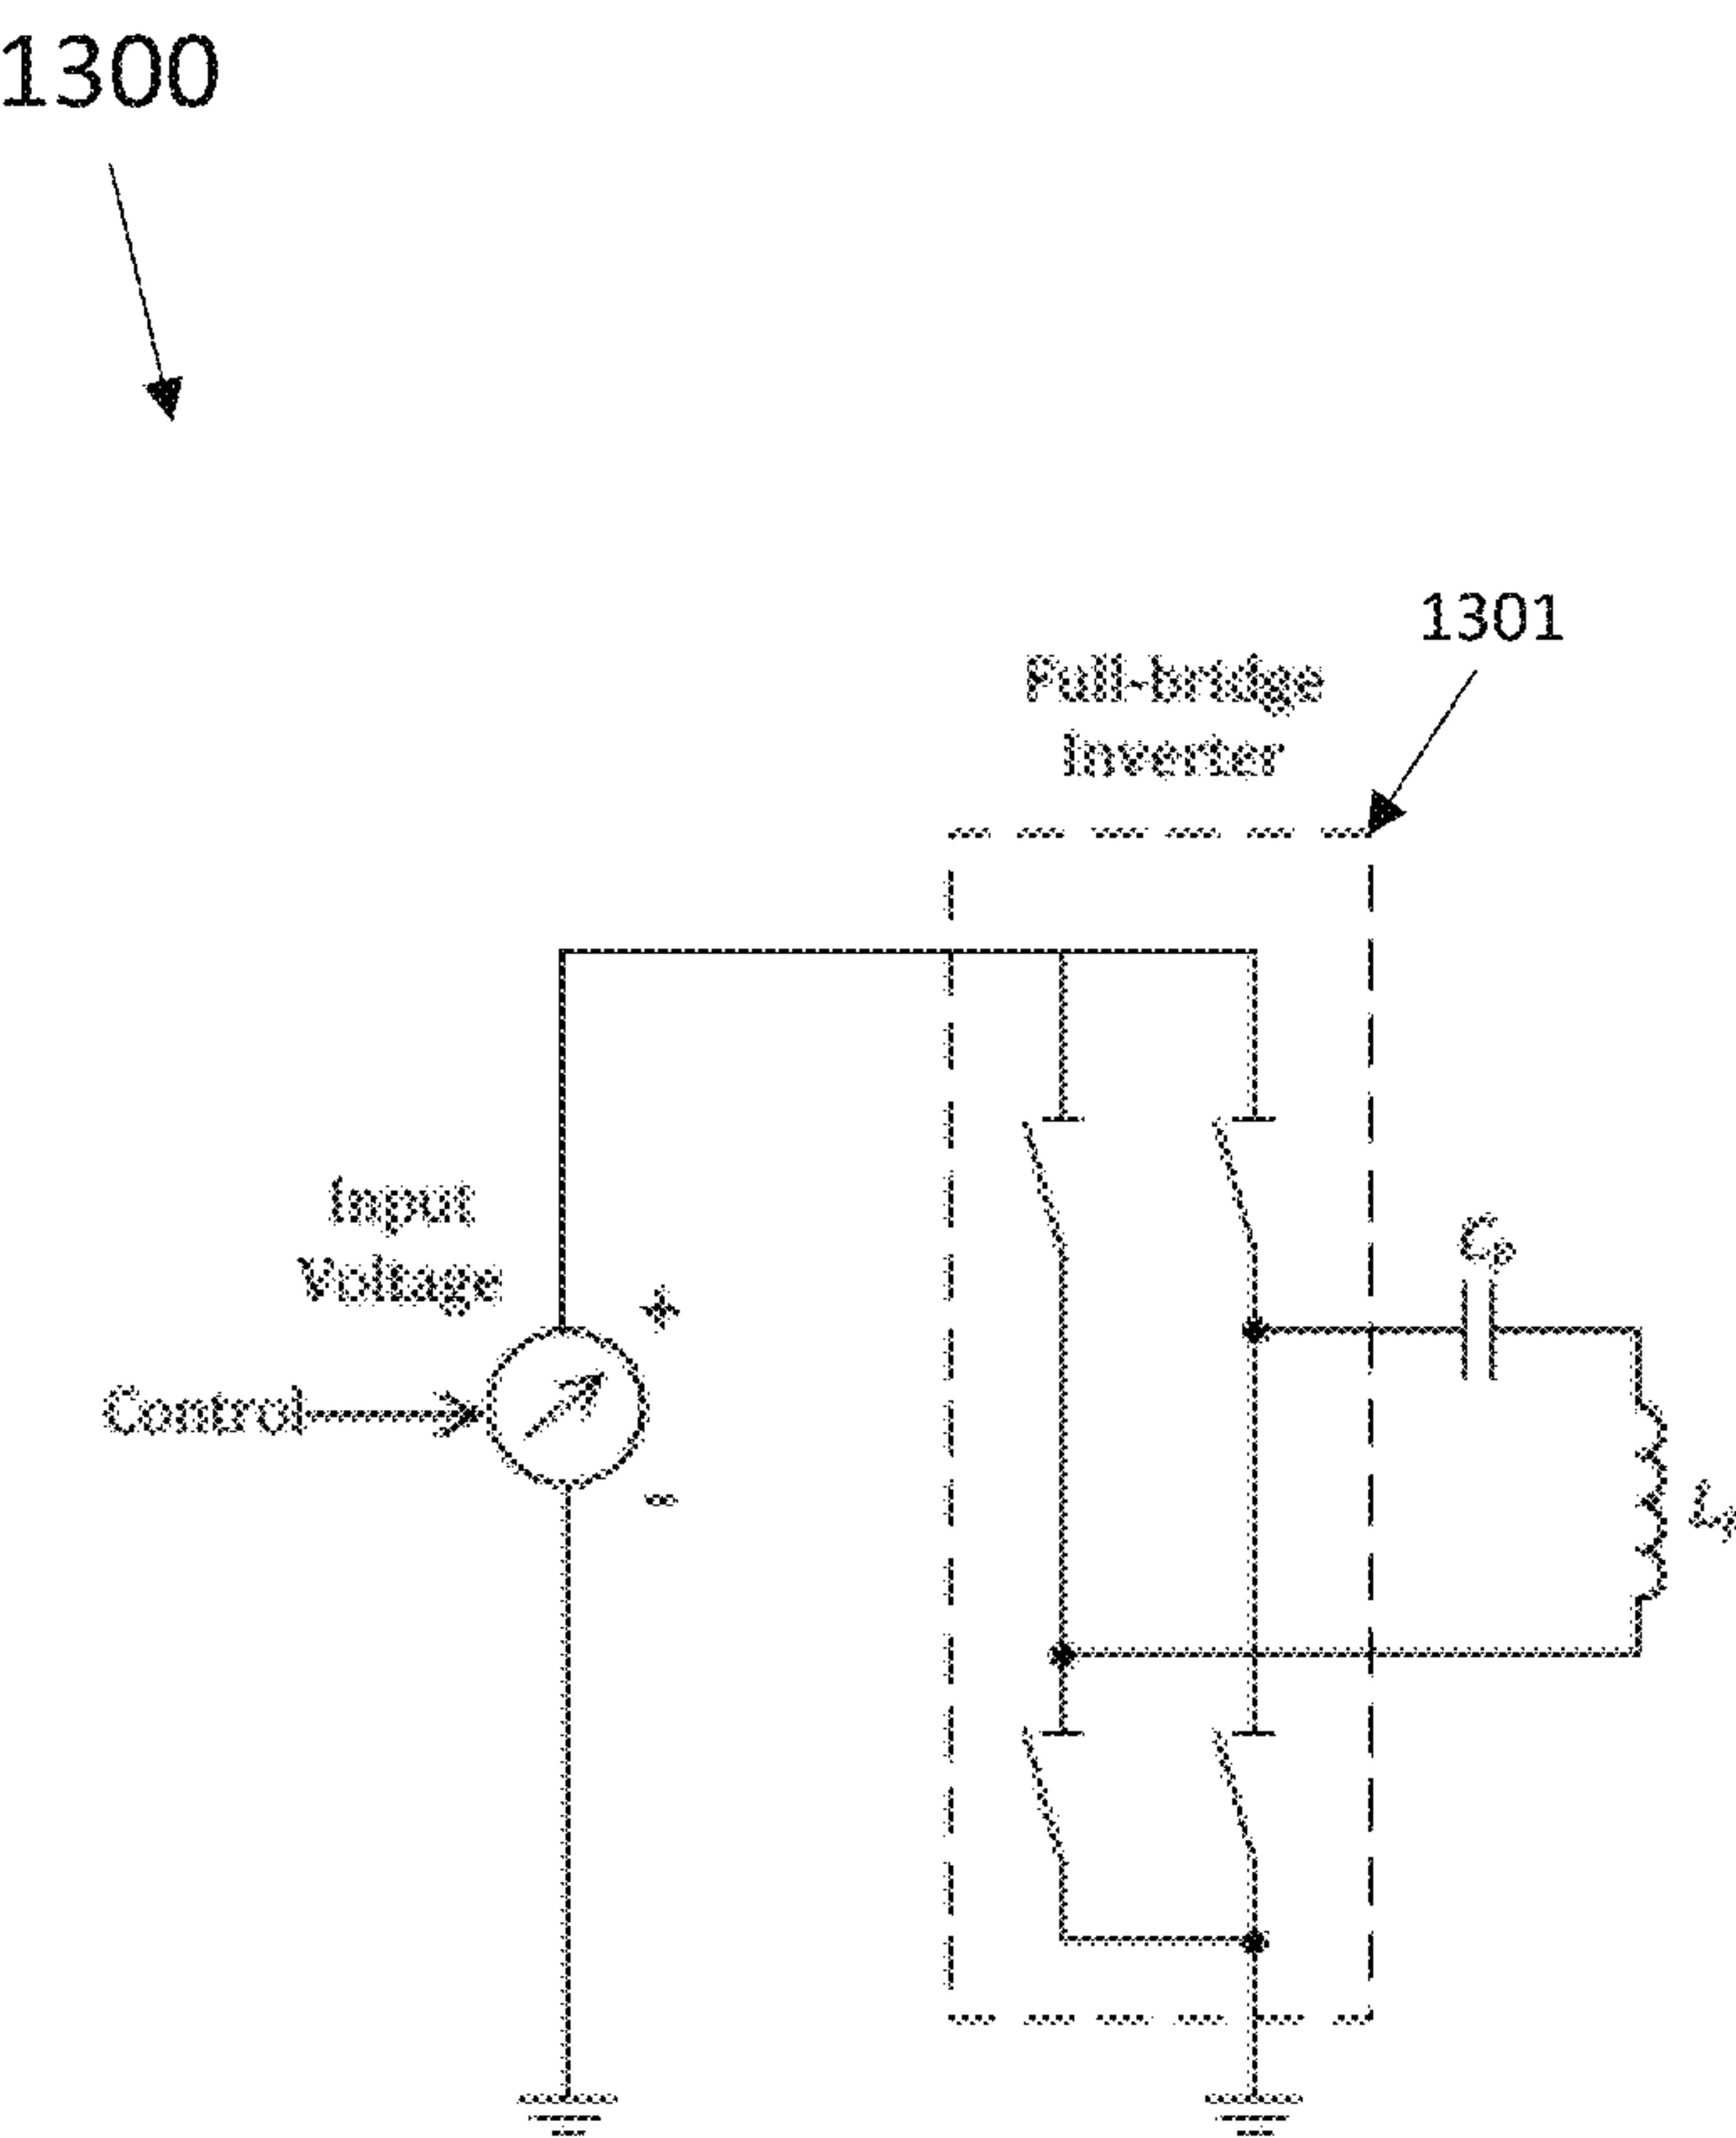 1300
1301
Full-bridge
Inverter
Input
Voltage
+
Cp
Control
-